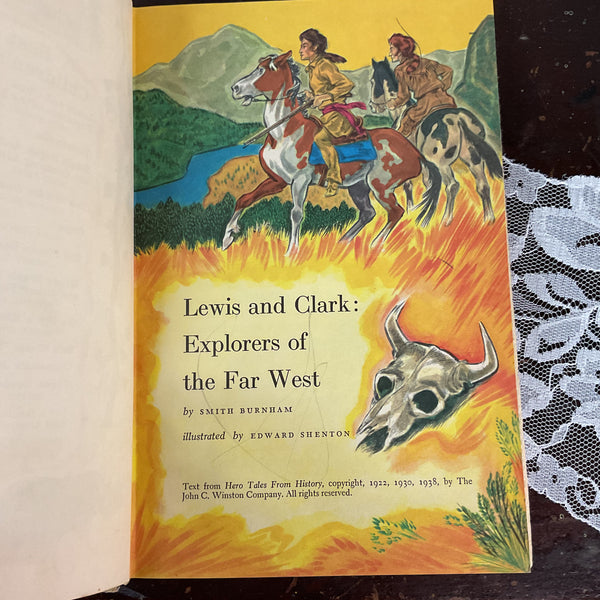 Lewis and Clark:
Explorers of
the Far West
by SMITH BURNHAM
illustrated by EDWARD SHENTON
Text from Hero Tales From History, copyright, 1922, 1930, 1938, by The
John C. Winston Company. All rights reserved.